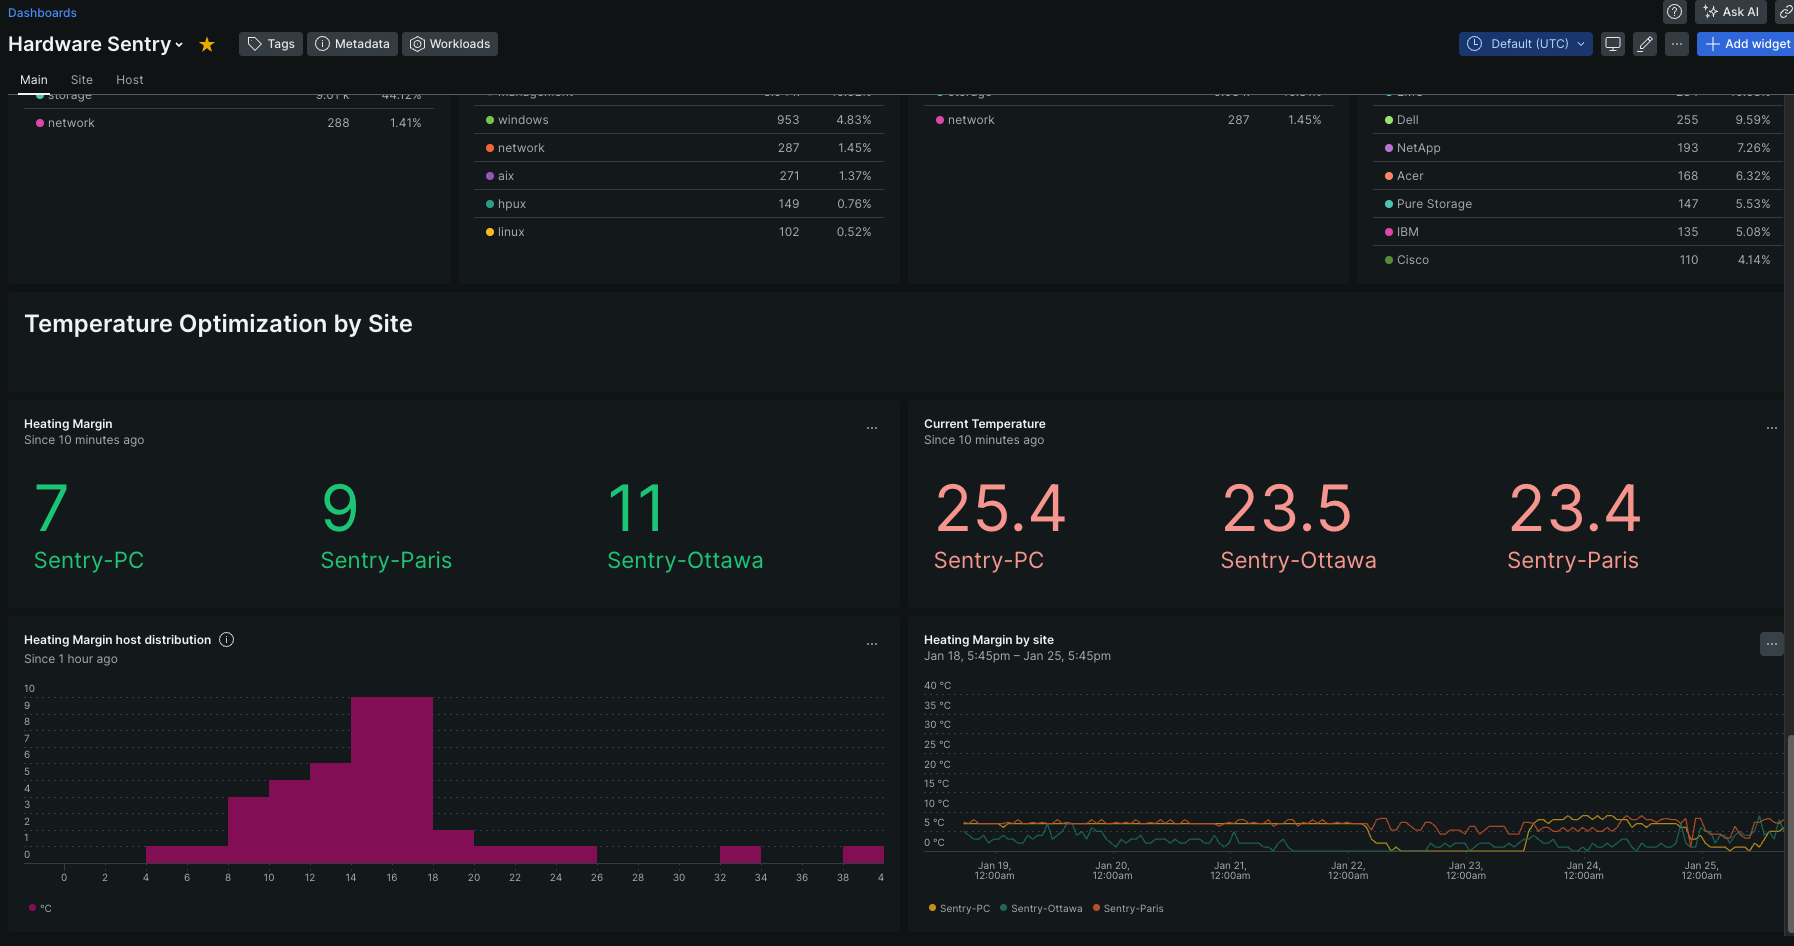 Dashboards
Ask AI
Hardware Sentry
Tags
Metadata
Workloads
Default (UTC)
Add widget
Main
Site
Host
storage 9.01 k 44.12%
network 288 1.41%
windows 953 4.83%
network 287 1.45%
aix 271 1.37%
hpux 149 0.76%
linux 102 0.52%
network 287 1.45%
Dell 255 9.59%
NetApp 193 7.26%
Acer 168 6.32%
Pure Storage 147 5.53%
IBM 135 5.08%
Cisco 110 4.14%
Temperature Optimization by Site
Heating Margin
Since 10 minutes ago
...
7
Sentry-PC
9
Sentry-Paris
11
Sentry-Ottawa
Current Temperature
Since 10 minutes ago
...
25.4
Sentry-PC
23.5
Sentry-Ottawa
23.4
Sentry-Paris
Heating Margin host distribution
Since 1 hour ago
...
10
9
8
7
6
5
4
3
2
1
0
0 2 4 6 8 10 12 14 16 18 20 22 24 26 28 30 32 34 36 38 4
°C
Heating Margin by site
Jan 18, 5:45pm – Jan 25, 5:45pm
...
40 °C
35 °C
30 °C
25 °C
20 °C
15 °C
10 °C
5 °C
0 °C
Jan 19, Jan 20, Jan 21, Jan 22, Jan 23, Jan 24, Jan 25,
12:00am 12:00am 12:00am 12:00am 12:00am 12:00am 12:00am
Sentry-PC Sentry-Ottawa Sentry-Paris